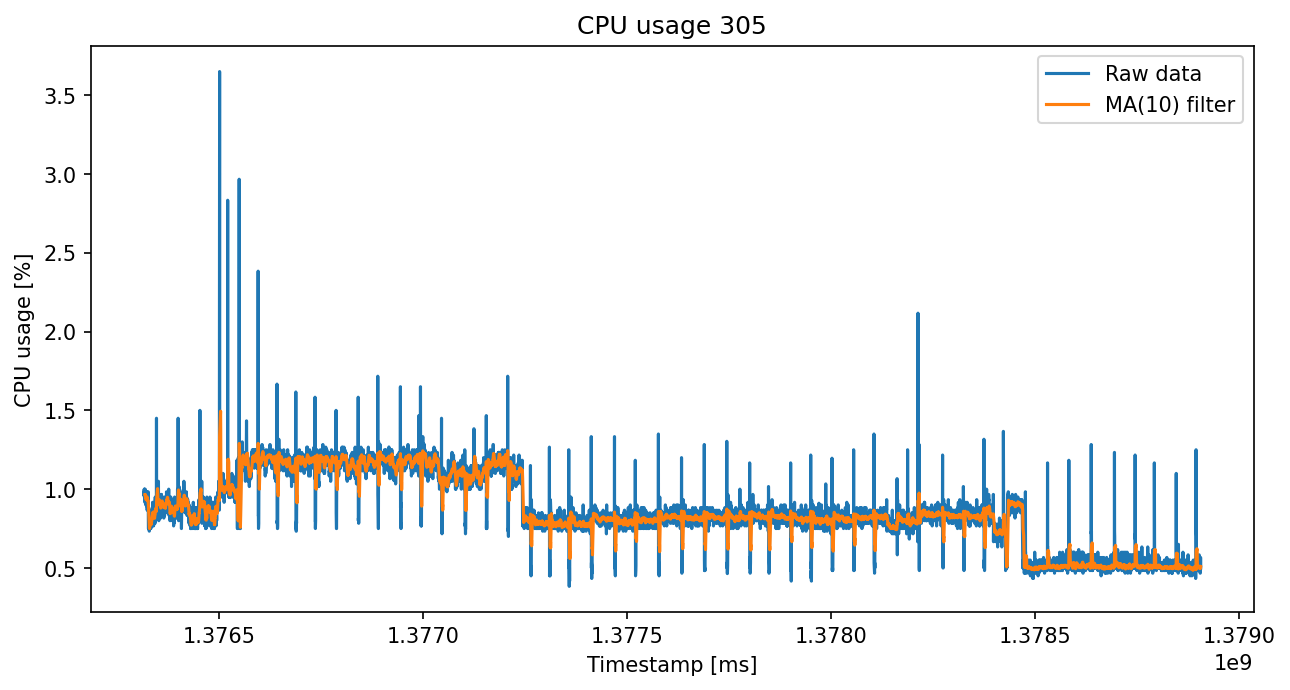 CPU usage 305
Raw data
MA(10) filter
CPU usage [%]
3.5
3.0
2.5
2.0
1.5
1.0
0.5
1.3765
1.3770
1.3775
1.3780
1.3785
1.3790
1e9
Timestamp [ms]